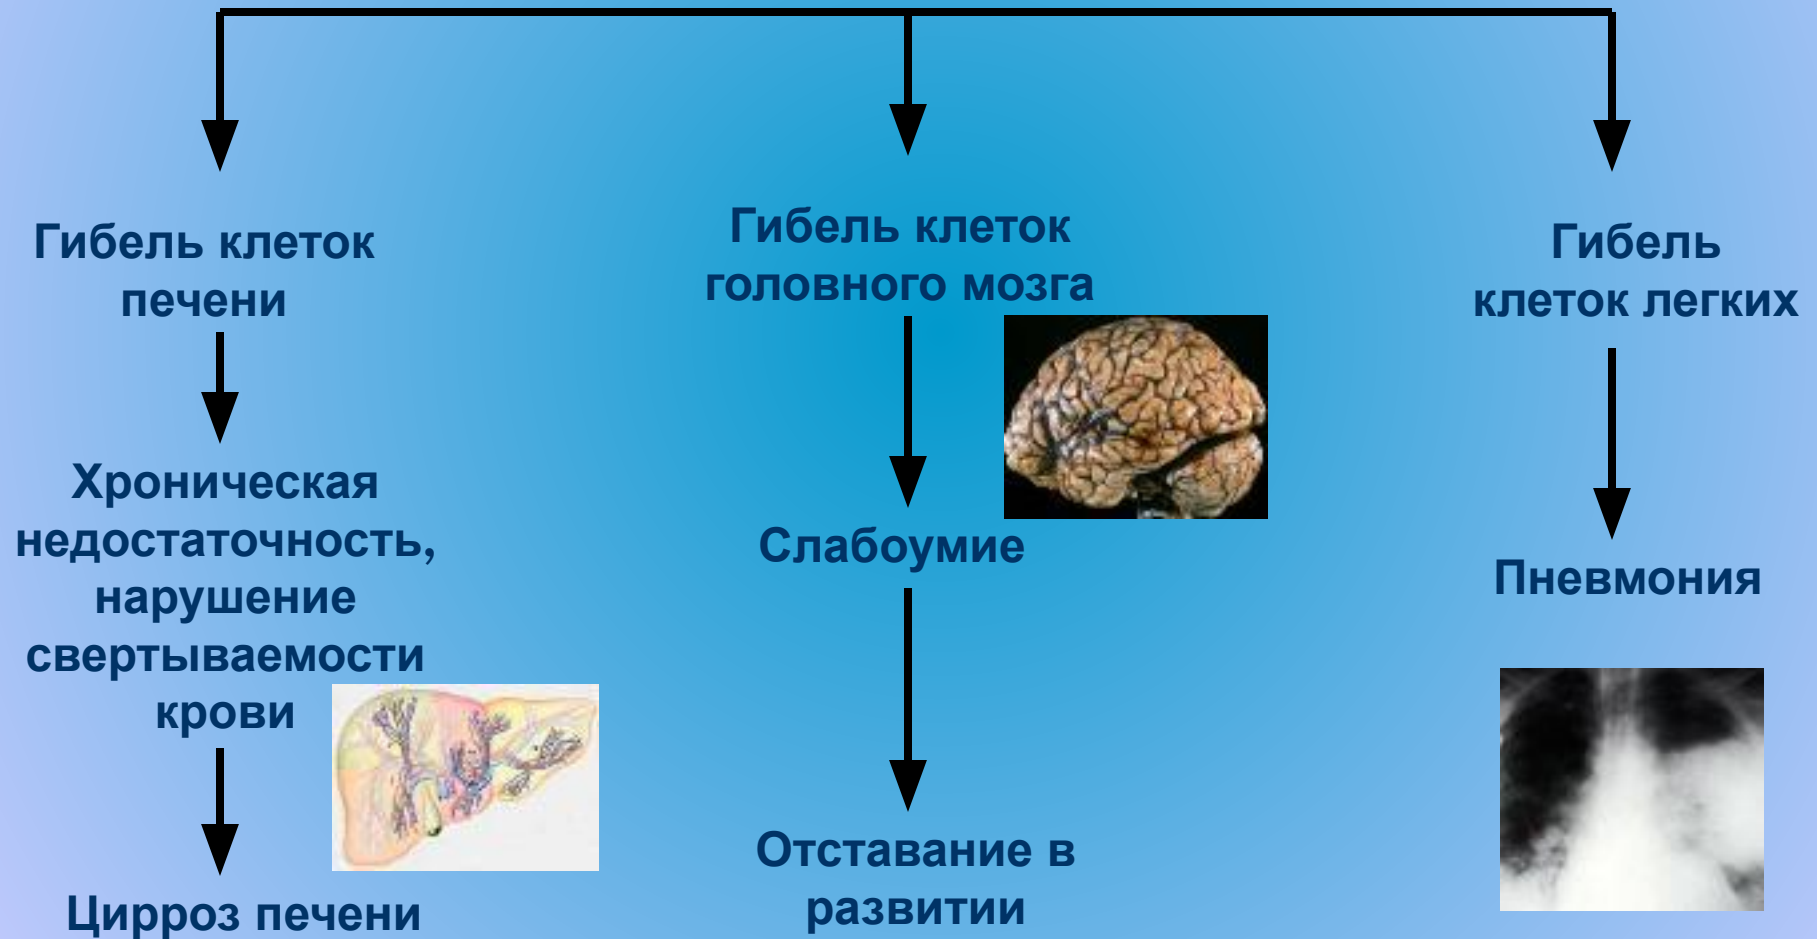 Гибель клеток
печени
Хроническая
недостаточность,
нарушение
свертываемости
крови
Цирроз печени
Гибель клеток
головного мозга
Слабоумие
Отставание в
развитии
Гибель
клеток легких
Пневмония